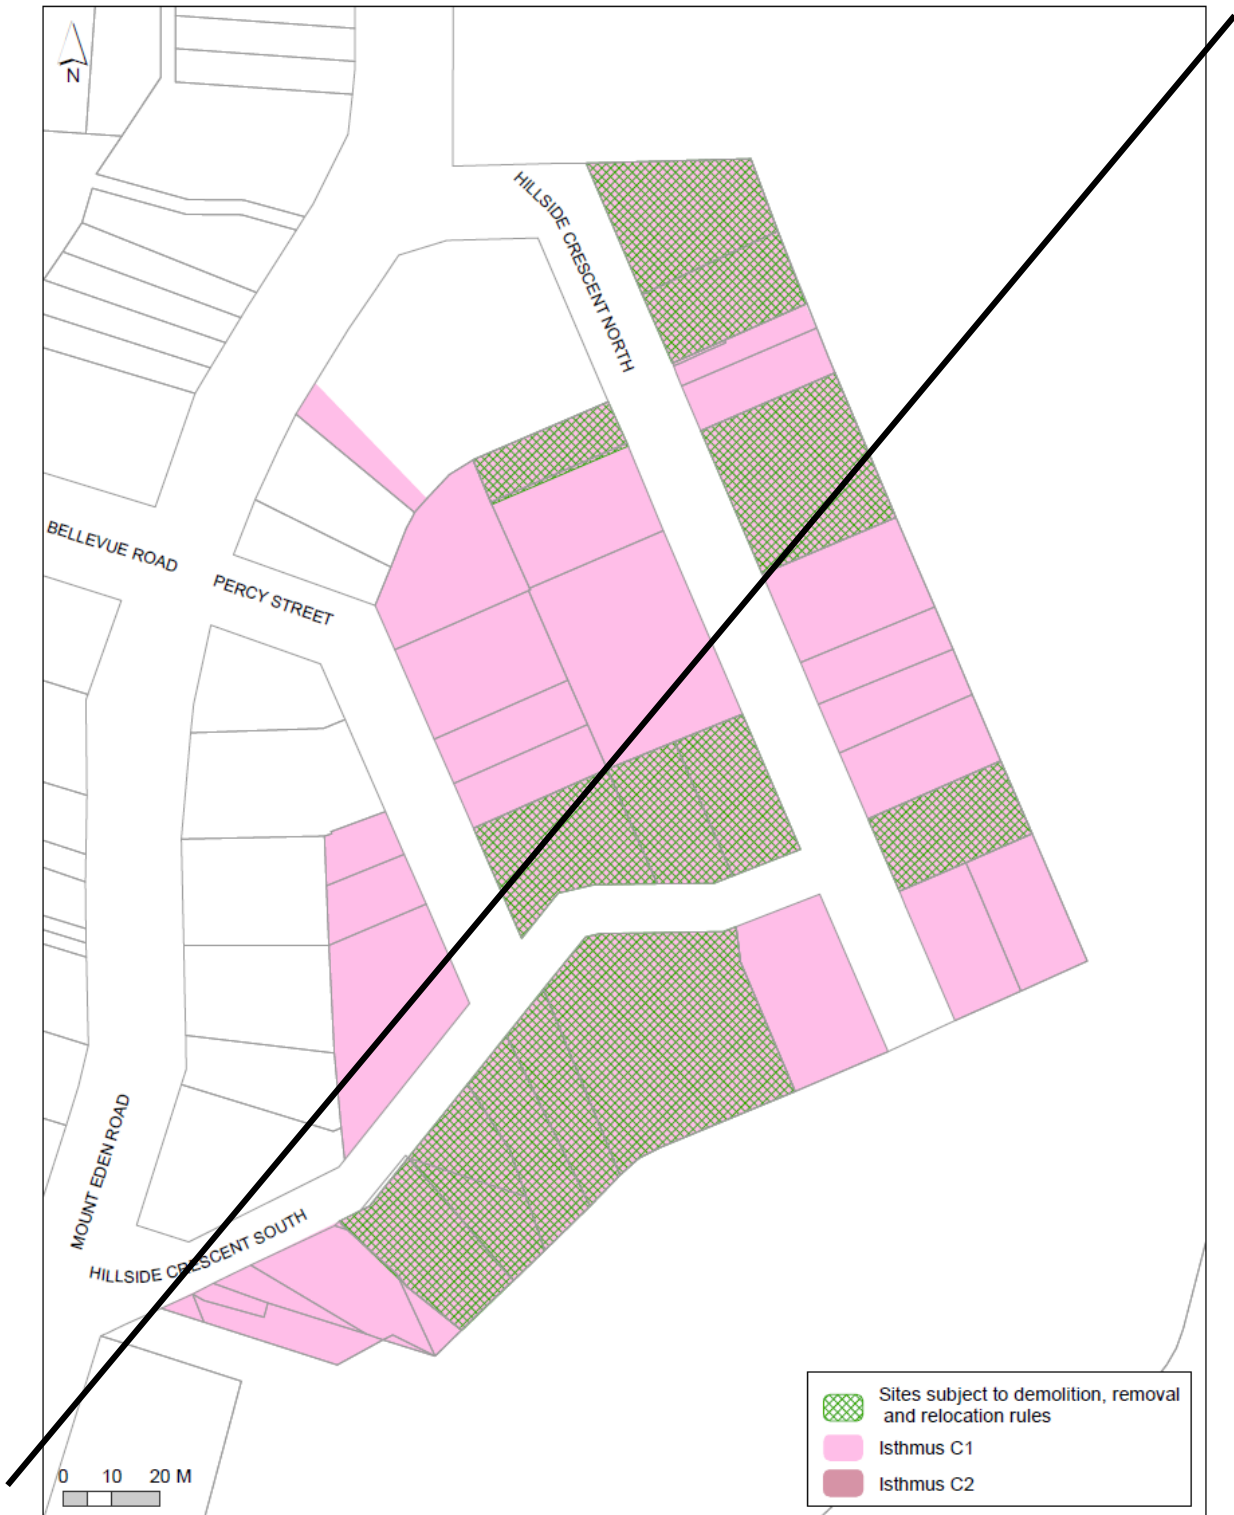 N
HILLSIDE CRESCENT NORTH
BELLEVUE ROAD
PERCY STREET
MOUNT EDEN ROAD
HILLSIDE CRESCENT SOUTH
Sites subject to demolition, removal
and relocation rules
Isthmus C1
Isthmus C2
0 10 20 M